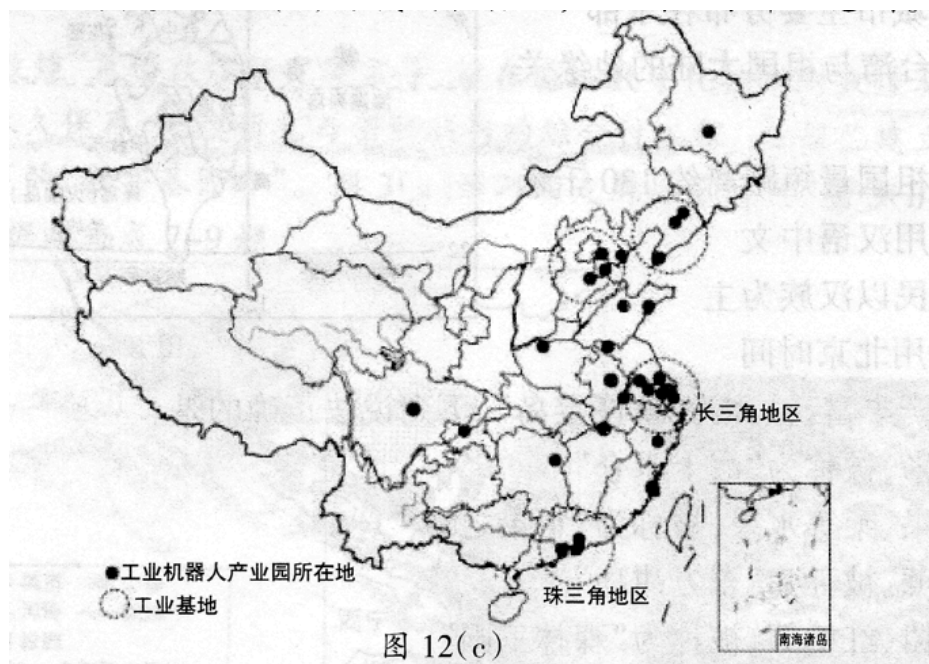 长三角地区
●工业机器人产业园所在地
工业基地
珠三角地区
南海诸岛
图 12(c)